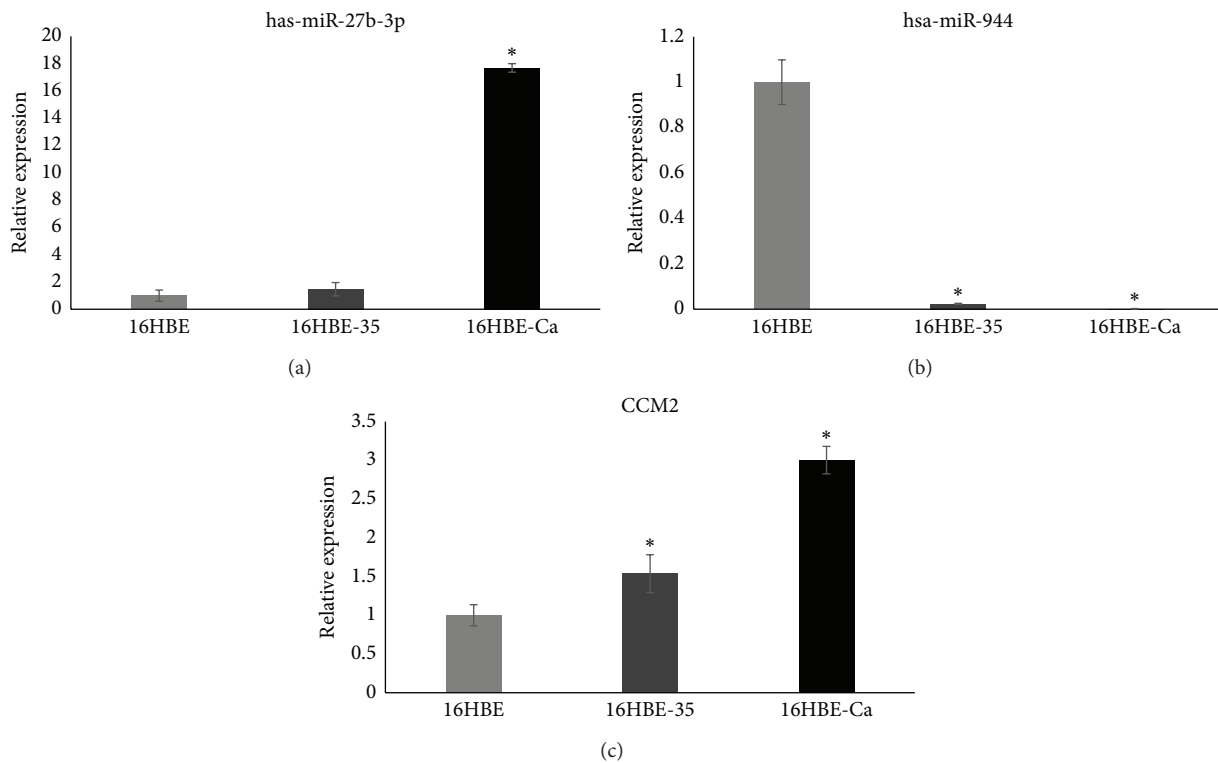 has-miR-27b-3p
Relative expression
20
18
16
14
12
10
8
6
4
2
0
*
16HBE 16HBE-35 16HBE-Ca
(a)
hsa-miR-944
Relative expression
1.2
1
0.8
0.6
0.4
0.2
0
* *
16HBE 16HBE-35 16HBE-Ca
(b)
CCM2
Relative expression
3.5
3
2.5
2
1.5
1
0.5
0
*
*
16HBE 16HBE-35 16HBE-Ca
(c)